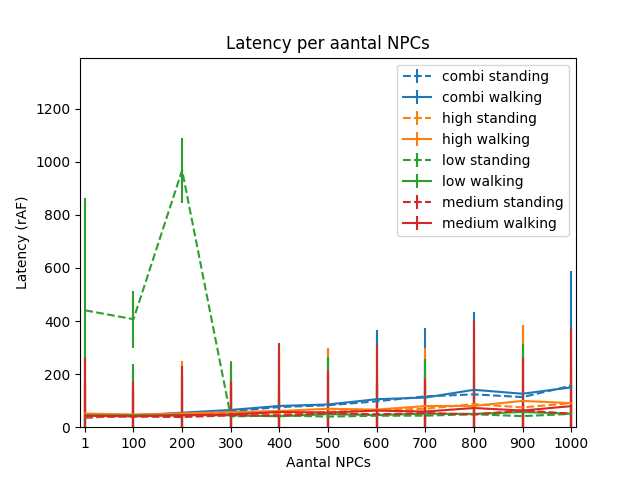 Latency per aantal NPCs
combi standing
combi walking
high standing
high walking
low standing
low walking
medium standing
medium walking
Latency (rAF)
1200
1000
800
600
400
200
0
1 100 200 300 400 500 600 700 800 900 1000
Aantal NPCs